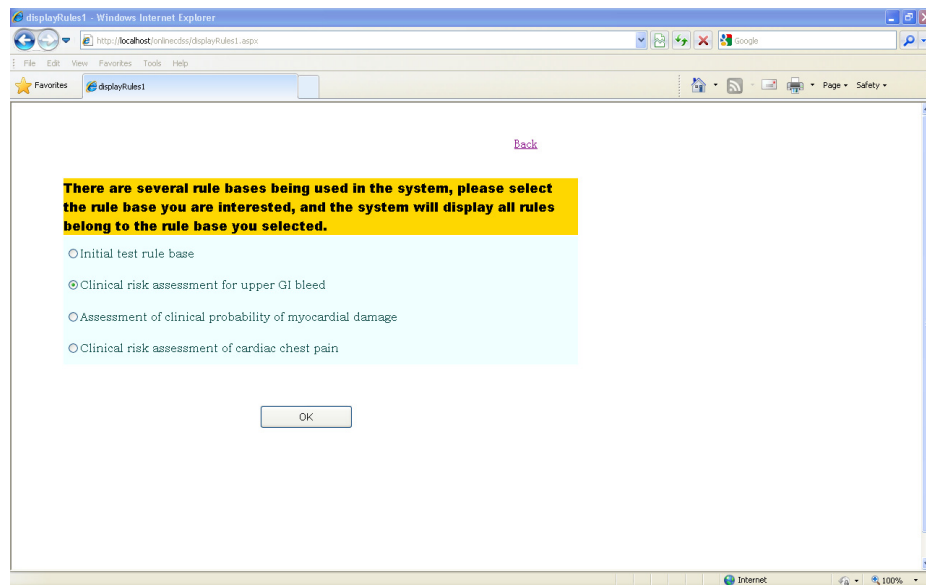 displayRules1 - Windows Internet Explorer
http://localhost/onlinecdss/displayRules1.aspx
Google
File Edit View Favorites Tools Help
Favorites displayRules1 Page Safety
Back
There are several rule bases being used in the system, please select
the rule base you are interested, and the system will display all rules
belong to the rule base you selected.
Initial test rule base
Clinical risk assessment for upper GI bleed
Assessment of clinical probability of myocardial damage
Clinical risk assessment of cardiac chest pain
OK
Internet 100%